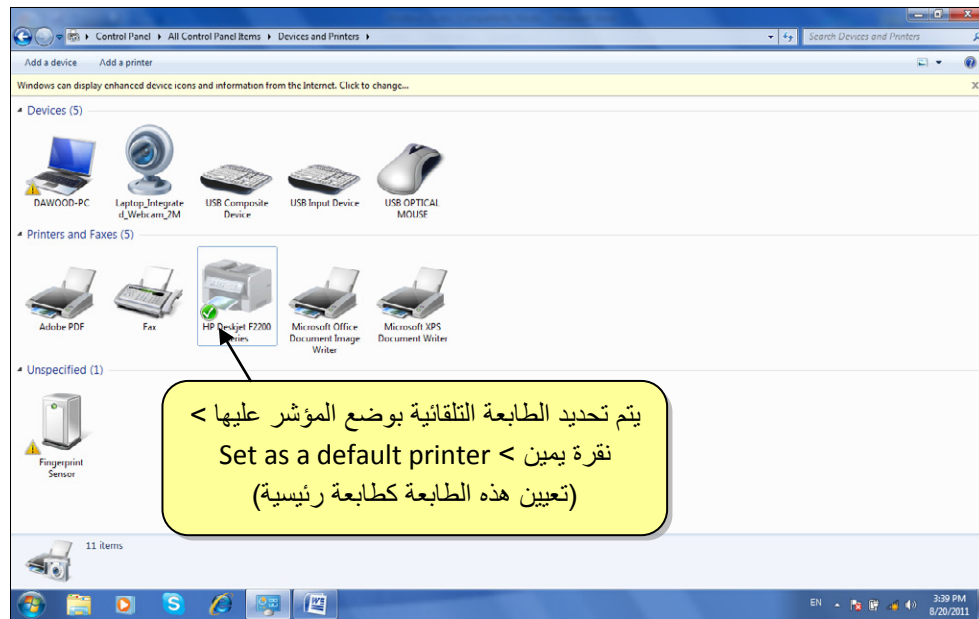 Control Panel ▸ All Control Panel Items ▸ Devices and Printers ▸
Search Devices and Printers
Add a device Add a printer
Windows can display enhanced device icons and information from the Internet. Click to change...
Devices (5)
DAWOOD-PC
Laptop_Integrate
d_Webcam_2M
USB Composite
Device
USB Input Device
USB OPTICAL
MOUSE
Printers and Faxes (5)
Adobe PDF
Fax
HP Deskjet F2200
Microsoft Office
Document Image
Writer
Microsoft XPS
Document Writer
Unspecified (1)
Fingerprint
Sensor
يتم تحديد الطابعة التلقائية بوضع المؤشر عليها >
نقرة يمين > Set as a default printer
(تعيين هذه الطابعة كطابعة رئيسية)
11 items
EN
3:39 PM
8/20/2011